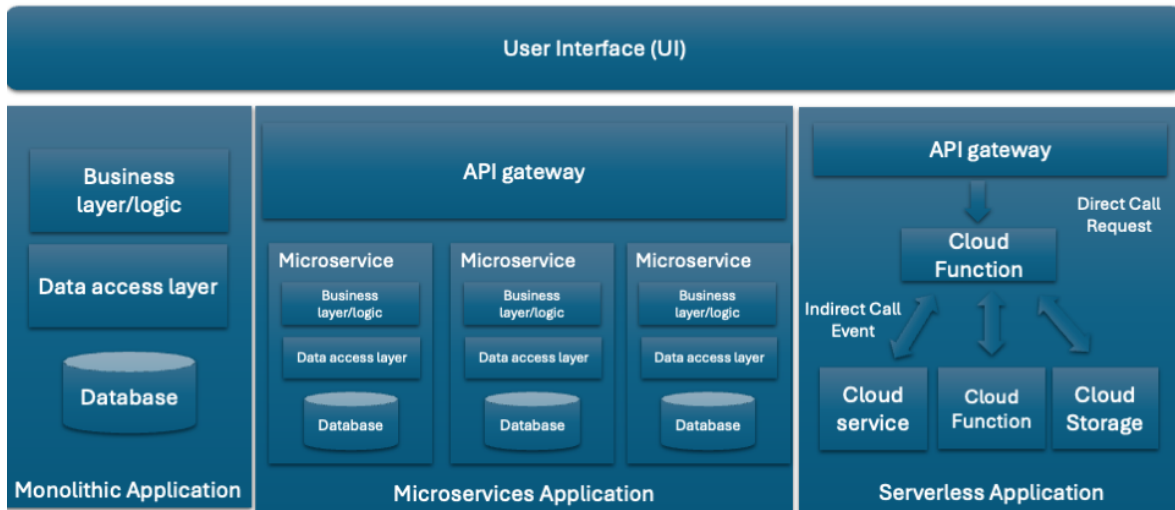 User Interface (UI)
Business
layer/logic
Data access layer
Database
Monolithic Application
API gateway
Microservice
Business
layer/logic
Data access layer
Database
Microservice
Business
layer/logic
Data access layer
Database
Microservice
Business
layer/logic
Data access layer
Database
Microservices Application
API gateway
Direct Call
Request
Cloud
Function
Indirect Call
Event
Cloud
service
Cloud
Function
Cloud
Storage
Serverless Application